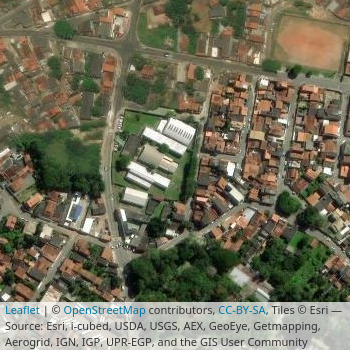 Leaflet | © OpenStreetMap contributors, CC-BY-SA, Tiles © Esri —
Source: Esri, i-cubed, USDA, USGS, AEX, GeoEye, Getmapping,
Aerogrid, IGN, IGP, UPR-EGP, and the GIS User Community